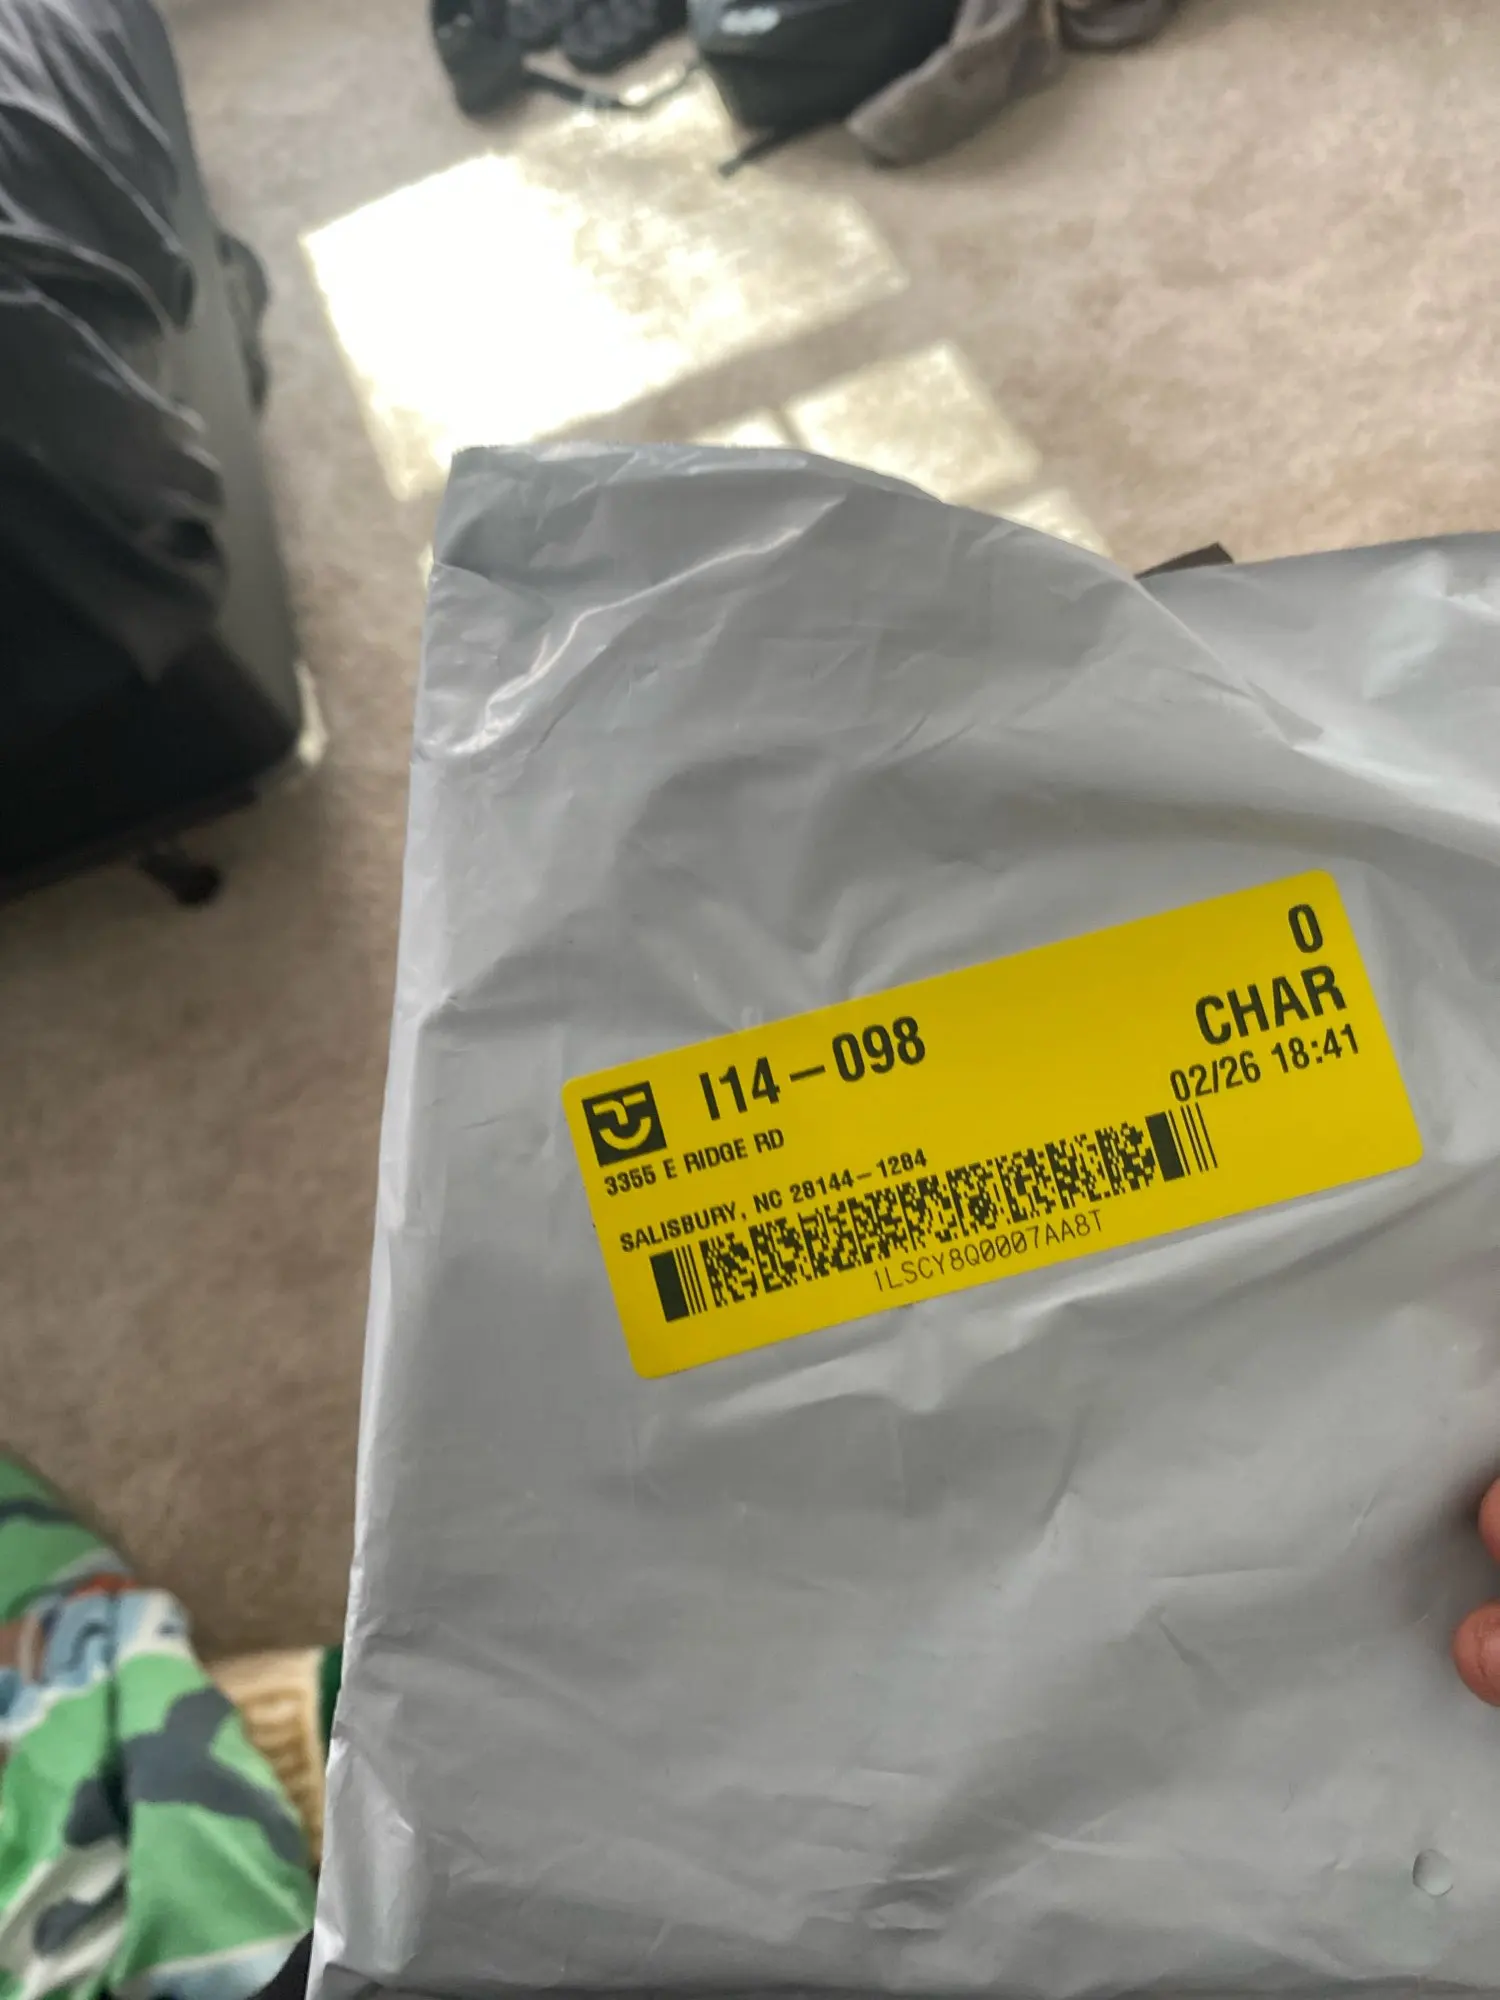 0
I14-098
CHAR
02/26 18:41
3355 E RIDGE RD
SALISBURY, NC 28144-1284
1LSCY8Q0007AA8T